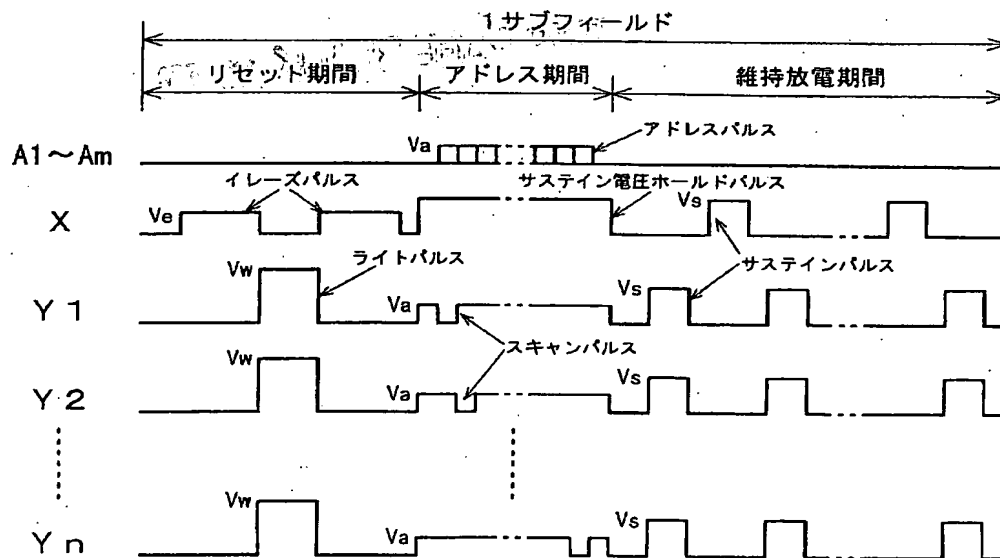 1サブフィールド
リセット期間
アドレス期間
維持放電期間
A1～Am
Va
アドレスパルス
イレーズパルス
サステイン電圧ホールドパルス
X
Ve
Vs
ライトパルス
サステインパルス
Y1
Vw
Va
Vs
スキャンパルス
Y2
Vw
Va
Vs
Yn
Vw
Va
Vs